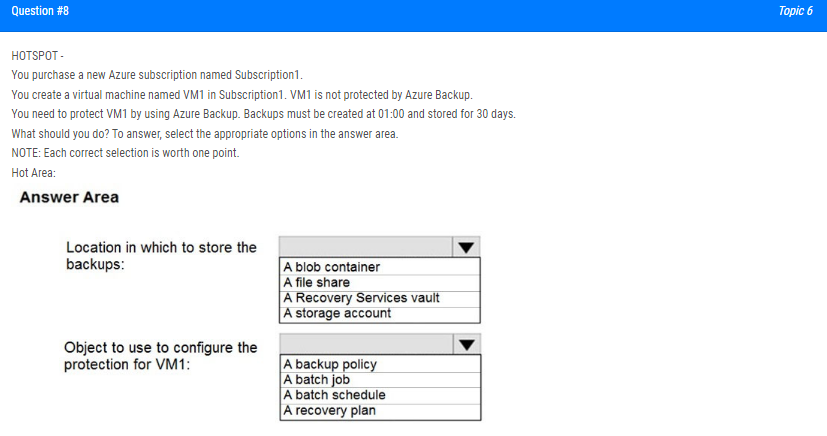 Question #8
Topic 6
HOTSPOT -
You purchase a new Azure subscription named Subscription1.
You create a virtual machine named VM1 in Subscription1. VM1 is not protected by Azure Backup.
You need to protect VM1 by using Azure Backup. Backups must be created at 01:00 and stored for 30 days.
What should you do? To answer, select the appropriate options in the answer area.
NOTE: Each correct selection is worth one point.
Hot Area:
Answer Area
Location in which to store the
backups:
A blob container
A file share
A Recovery Services vault
A storage account
Object to use to configure the
protection for VM1:
A backup policy
A batch job
A batch schedule
A recovery plan